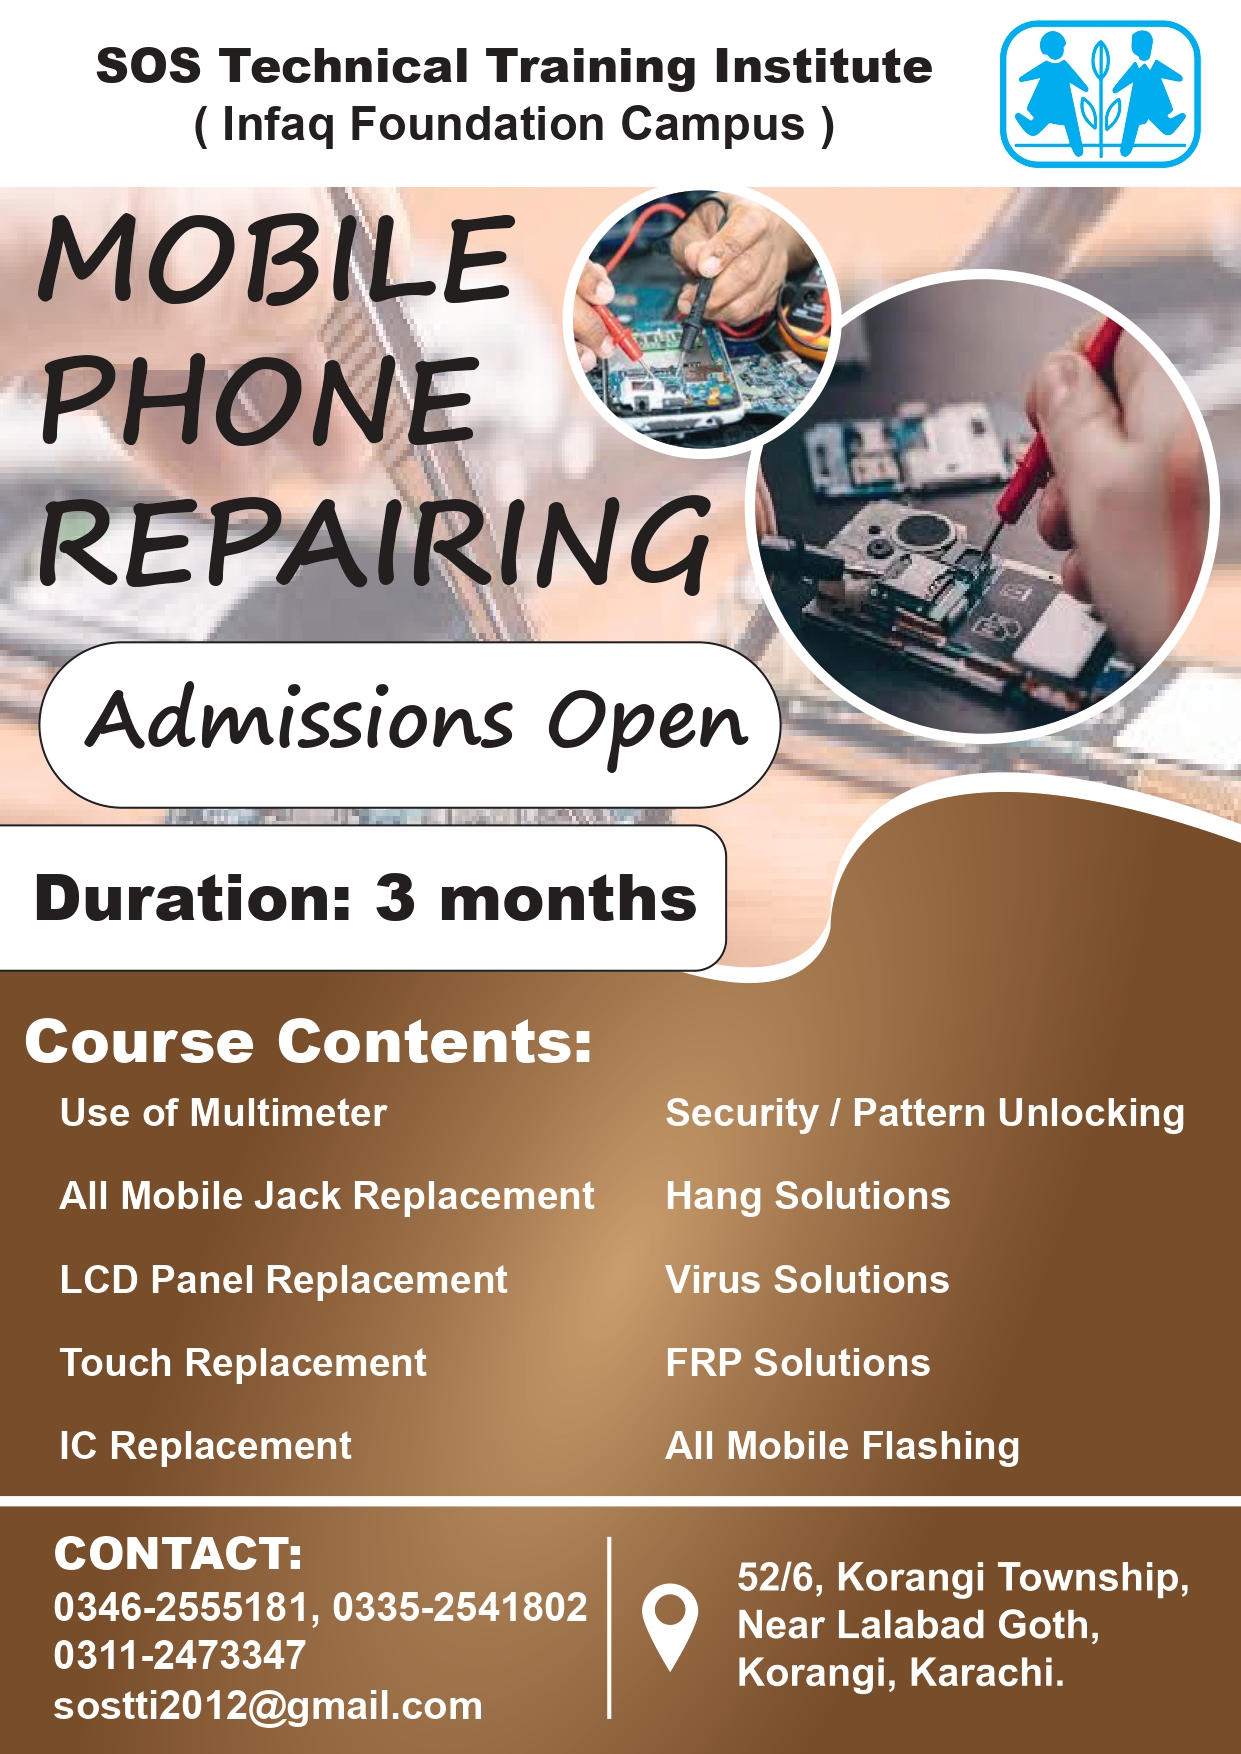 SOS Technical Training Institute
( Infaq Foundation Campus )
MOBILE
PHONE
REPAIRING
Admissions Open
Duration: 3 months
Course Contents:
Use of Multimeter
All Mobile Jack Replacement
LCD Panel Replacement
Touch Replacement
IC Replacement
Security / Pattern Unlocking
Hang Solutions
Virus Solutions
FRP Solutions
All Mobile Flashing
CONTACT:
0346-2555181, 0335-2541802
0311-2473347
sostti2012@gmail.com
52/6, Korangi Township,
Near Lalabad Goth,
Korangi, Karachi.